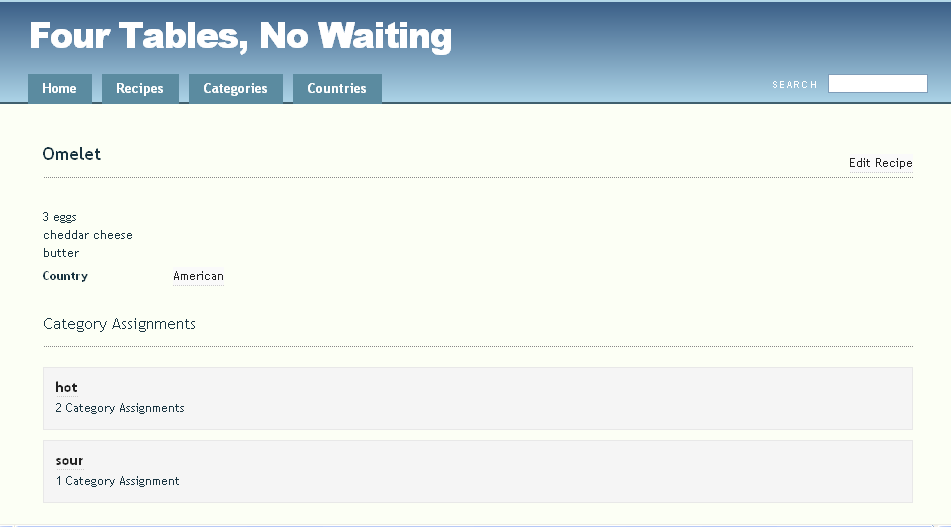 Four Tables, No Waiting
Home Recipes Categories Countries SEARCH
Omelet
Edit Recipe
3 eggs
cheddar cheese
butter
Country American
Category Assignments
hot
2 Category Assignments
sour
1 Category Assignment